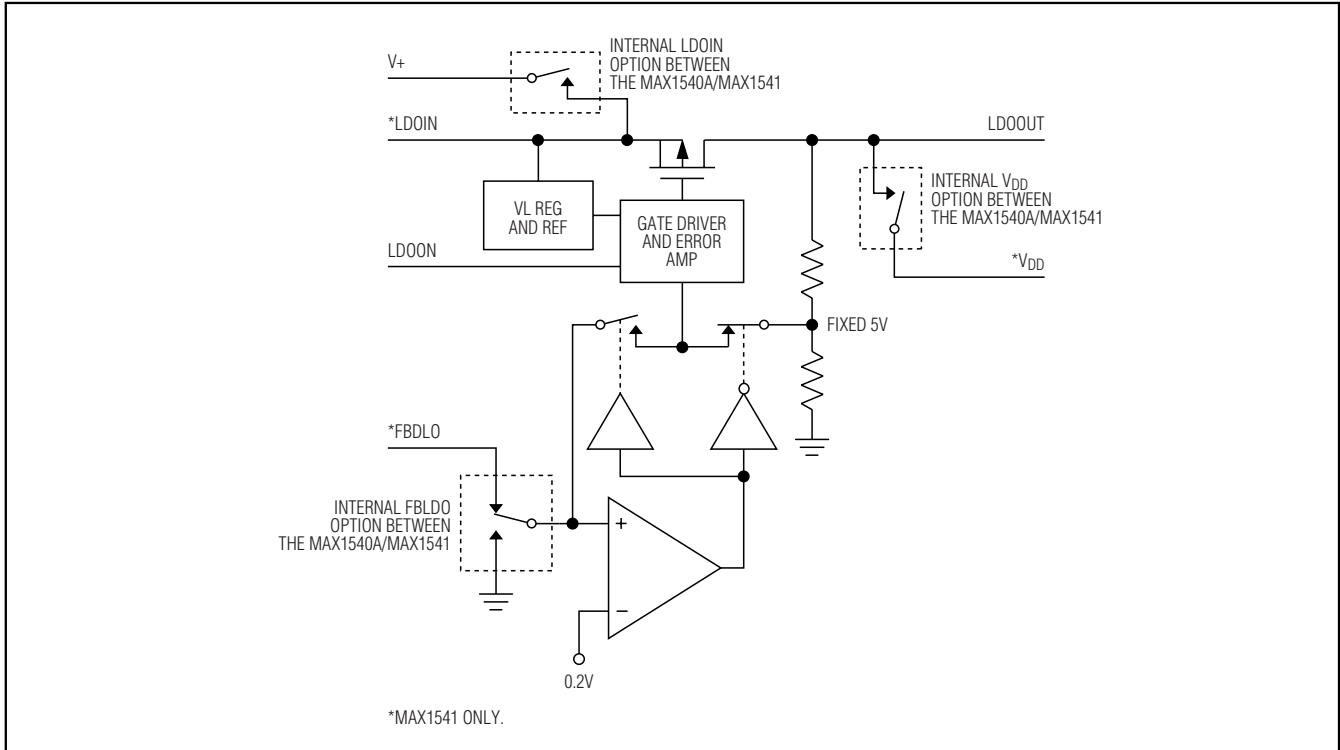 V+
INTERNAL LDOIN
OPTION BETWEEN
THE MAX1540A/MAX1541
*LDOIN
LDOOUT
VL REG
AND REF
GATE DRIVER
AND ERROR
AMP
INTERNAL VDD
OPTION BETWEEN
THE MAX1540A/MAX1541
LDOON
*VDD
FIXED 5V
*FBDLO
INTERNAL FBLDO
OPTION BETWEEN
THE MAX1540A/MAX1541
+
−
0.2V
*MAX1541 ONLY.